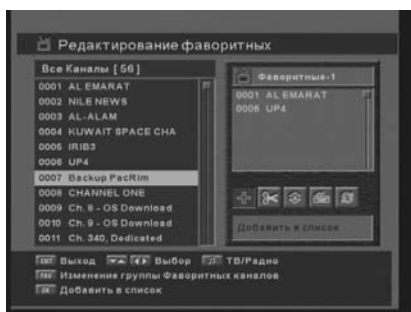 Редактирование фаворитных
Все Каналы [56]
0001 AL EMARAT
0002 NILE NEWS
0003 AL-ALAM
0004 KUWAIT SPACE CHA
0005 IRIB3
0006 UP4
0007 Backup PacRim
0008 CHANNEL ONE
0009 Ch. 8 - OS Download
0010 Ch. 9 - OS Download
0011 Ch. 340, Dedicated
Фаворитные-1
0001 AL EMARAT
0006 UP4
Добавить в список
EXIT Выход Выбор ТВ/Радио
FAV Изменение группы Фаворитных каналов
OK Добавить в список